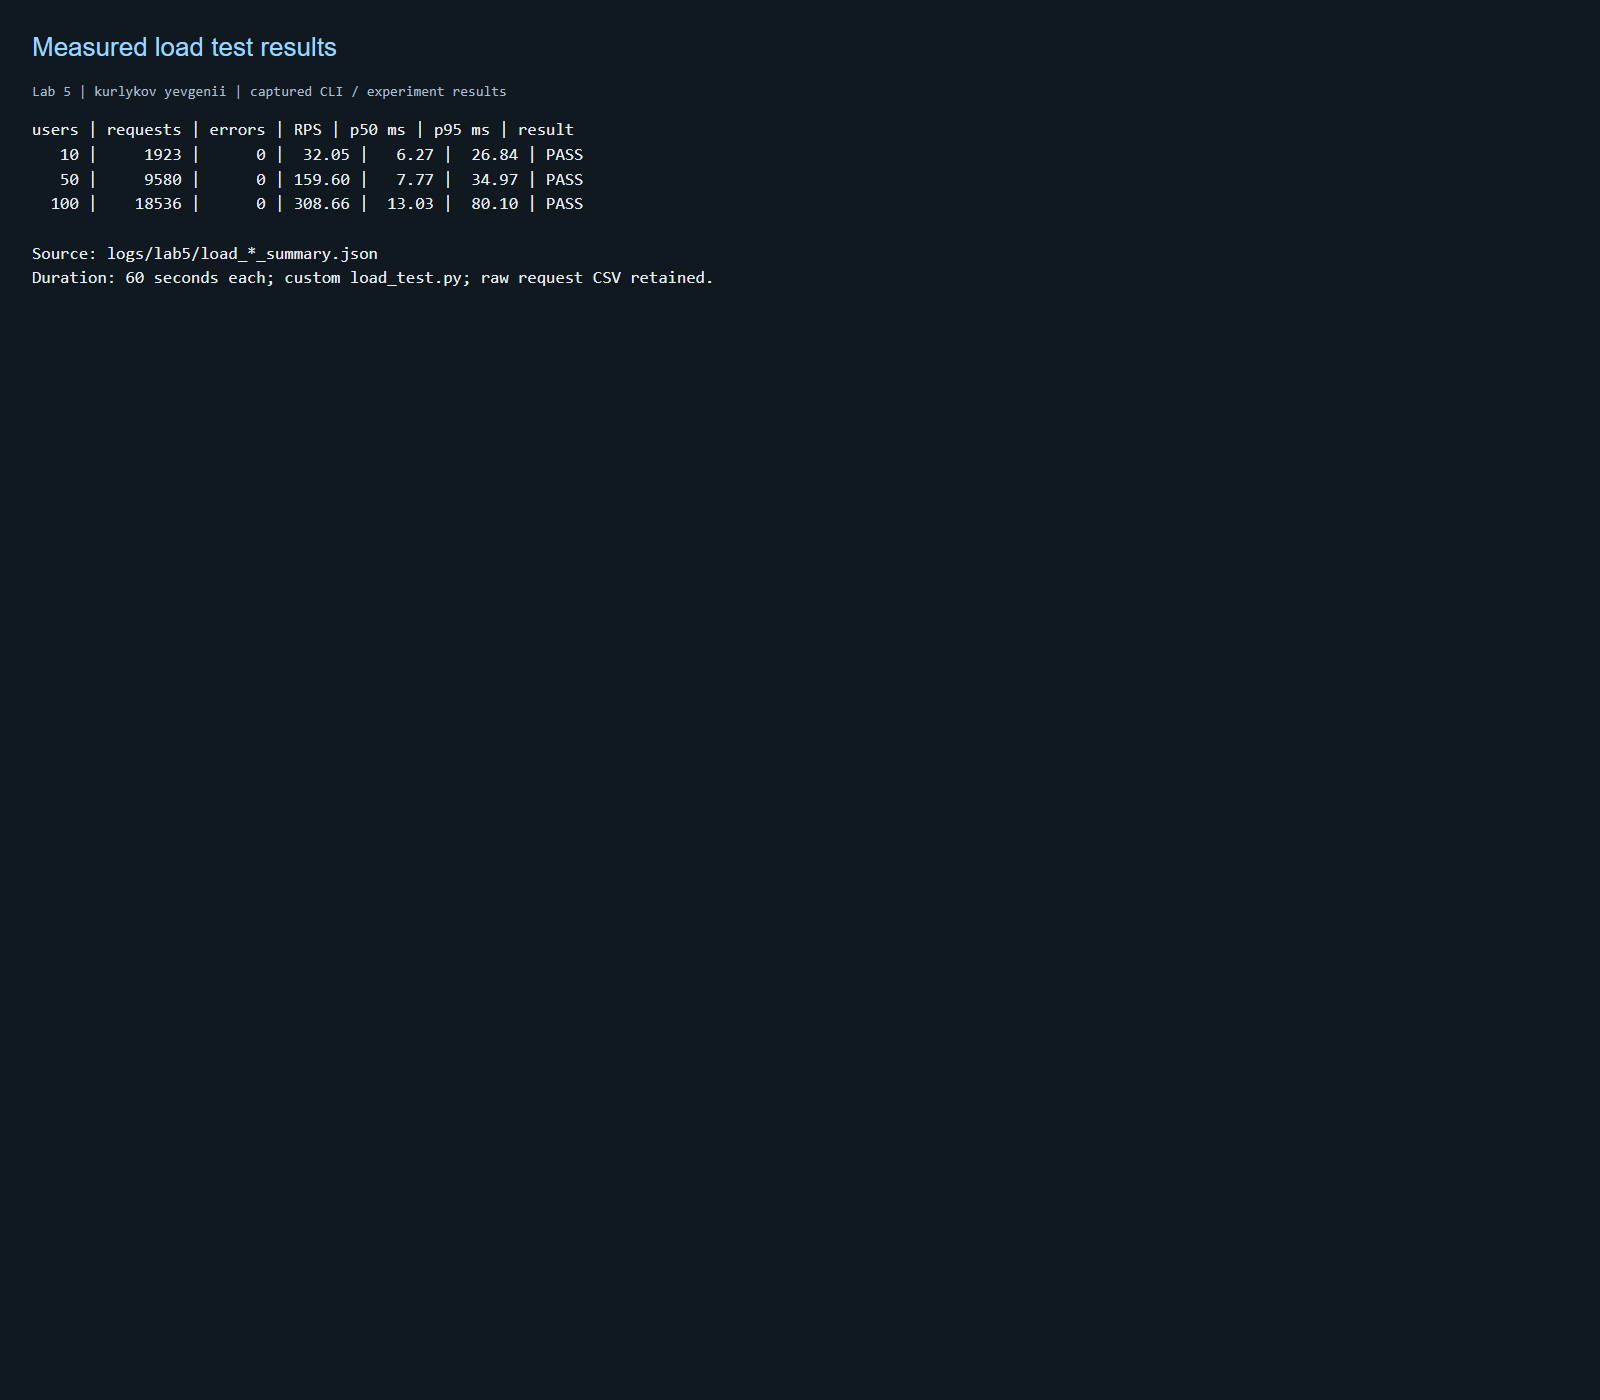 Measured load test results
Lab 5 | kurlykov yevgenii | captured CLI / experiment results
users | requests | errors | RPS | p50 ms | p95 ms | result
   10 |     1923 |      0 |  32.05 |   6.27 |  26.84 | PASS
   50 |     9580 |      0 | 159.60 |   7.77 |  34.97 | PASS
  100 |    18536 |      0 | 308.66 |  13.03 |  80.10 | PASS
Source: logs/lab5/load_*_summary.json
Duration: 60 seconds each; custom load_test.py; raw request CSV retained.